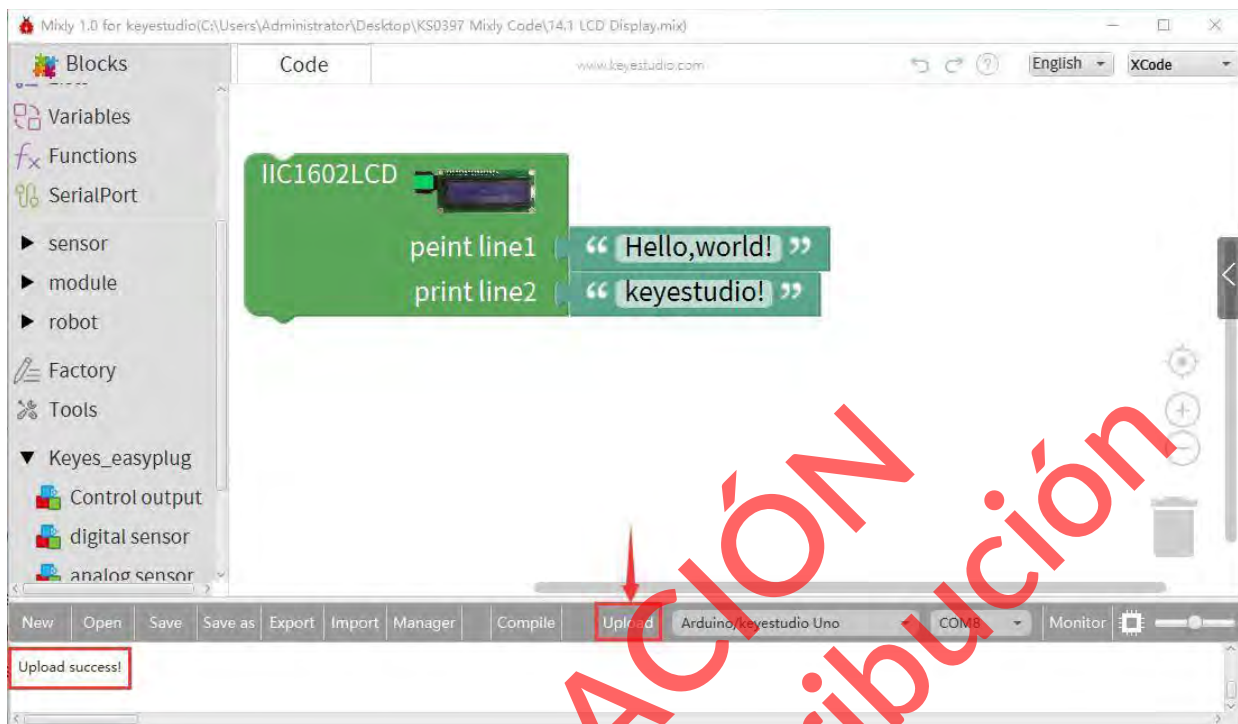 Mixly 1.0 for keyestudio(C:\Users\Administrator\Desktop\KS0397 Mixly Code\14.1 LCD Display.mix)
Blocks
Code
www.keyestudio.com
English
XCode
Variables
Functions
SerialPort
sensor
module
robot
Factory
Tools
Keyes_easyplug
Control output
digital sensor
analog sensor
IIC1602LCD
peint line1 “ Hello,world! ”
print line2 “ keyestudio! ”
ACIÓN
ribución
New Open Save Save as Export Import Manager Compile Upload Arduino/keyestudio Uno COM8 Monitor
Upload success!